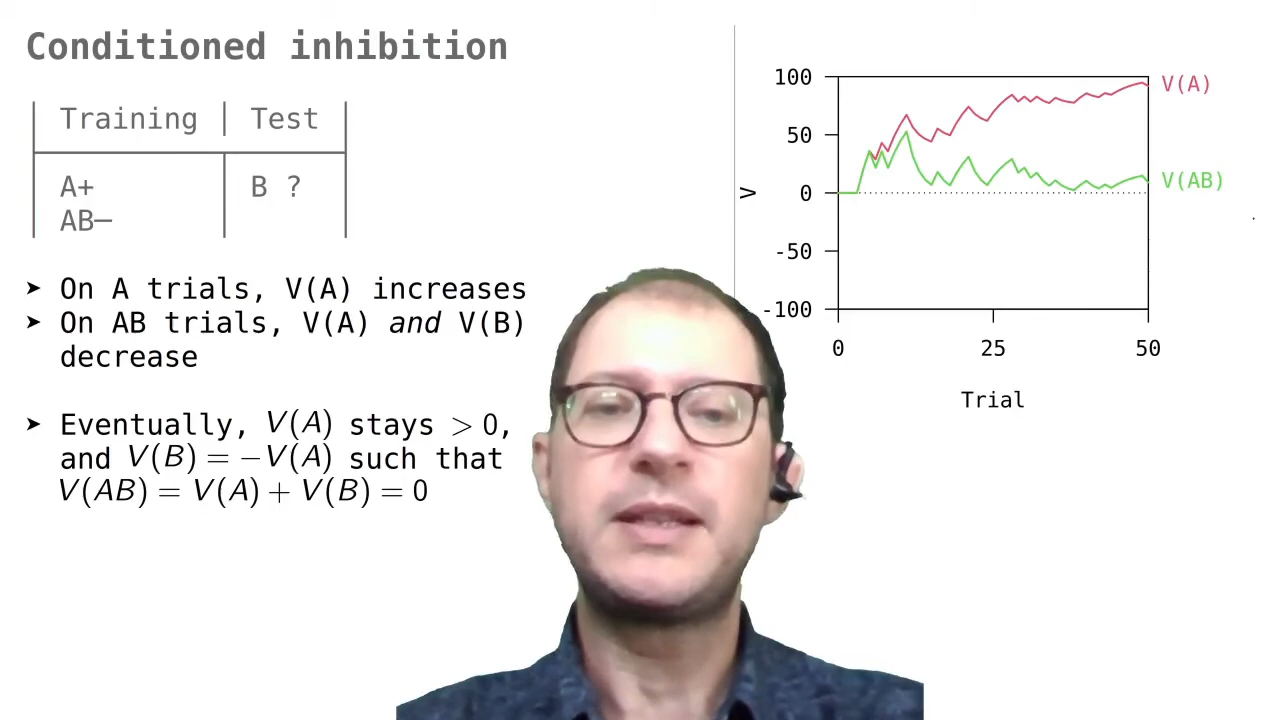 Conditioned inhibition
Training Test
A+ B ?
AB−
➤ On A trials, V(A) increases
➤ On AB trials, V(A) and V(B)
decrease
➤ Eventually, V(A) stays > 0,
and V(B) = −V(A) such that
V(AB) = V(A) + V(B) = 0
100
50
0
-50
-100
V
V(A)
V(AB)
0 25 50
Trial